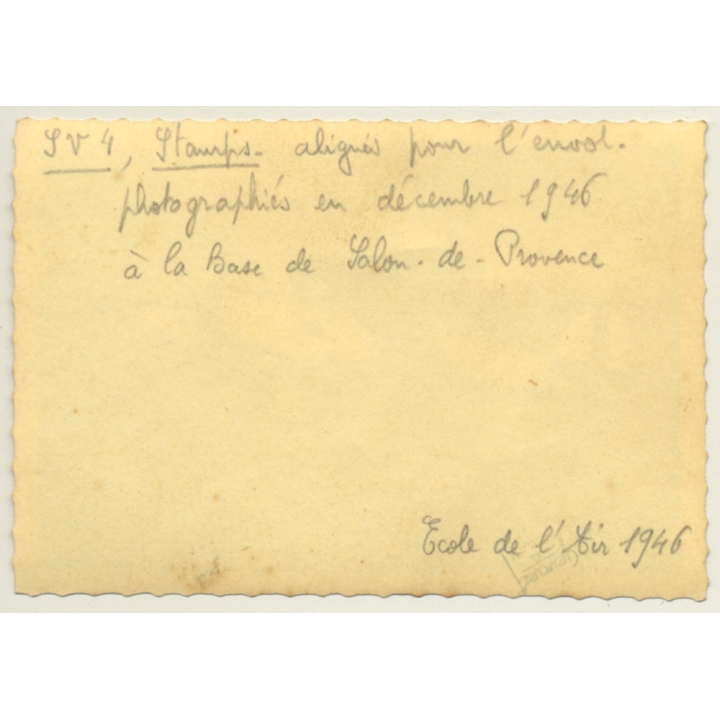 SV 4, Stamps. alignés pour l'envol.
photographiés en décembre 1946
à la Base de Salon-de-Provence
Ecole de l'Air 1946